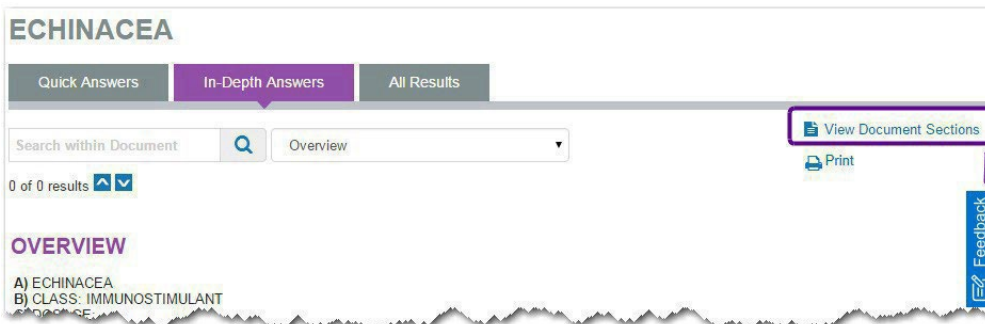 ECHINACEA
Quick Answers In-Depth Answers All Results
Search within Document Overview View Document Sections
Print
0 of 0 results
Feedback
OVERVIEW
A) ECHINACEA
B) CLASS: IMMUNOSTIMULANT